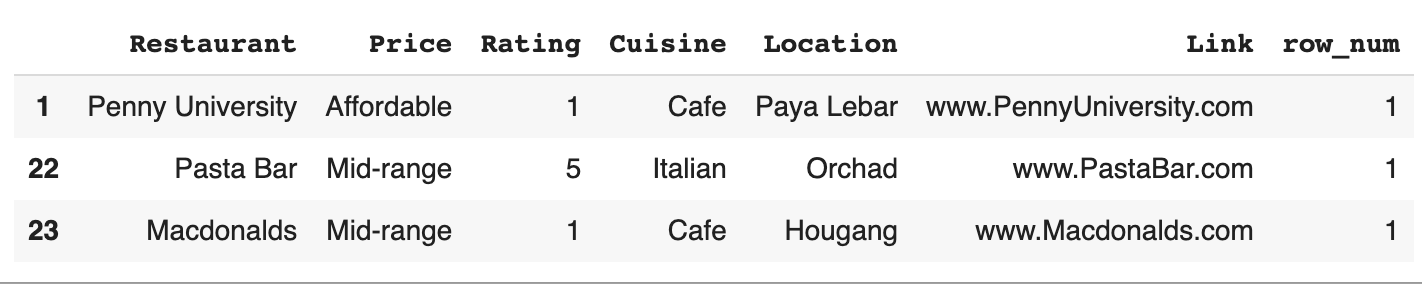 Restaurant Price Rating Cuisine Location Link row_num
1 Penny University Affordable 1 Cafe Paya Lebar www.PennyUniversity.com 1
22 Pasta Bar Mid-range 5 Italian Orchad www.PastaBar.com 1
23 Macdonalds Mid-range 1 Cafe Hougang www.Macdonalds.com 1